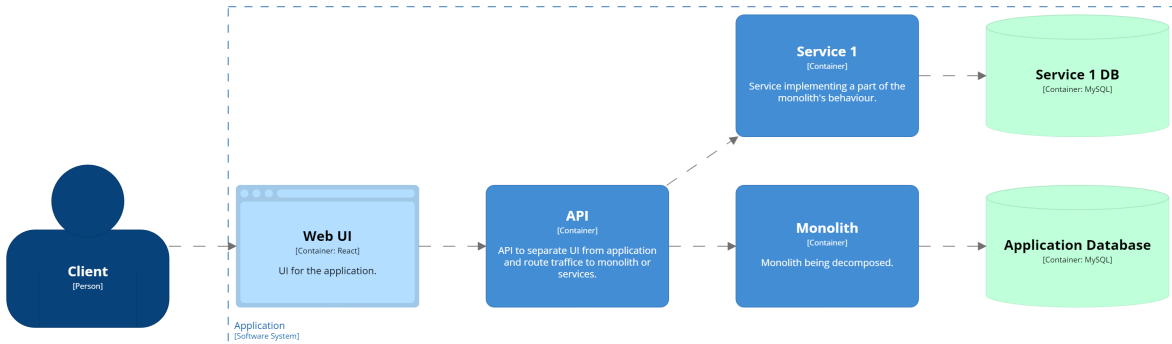 Service 1
[Container]
Service implementing a part of the
monolith's behaviour.
Service 1 DB
[Container: MySQL]
Client
[Person]
Web UI
[Container: React]
UI for the application.
API
[Container]
API to separate UI from application
and route traffice to monolith or
services.
Monolith
[Container]
Monolith being decomposed.
Application Database
[Container: MySQL]
Application
[Software System]